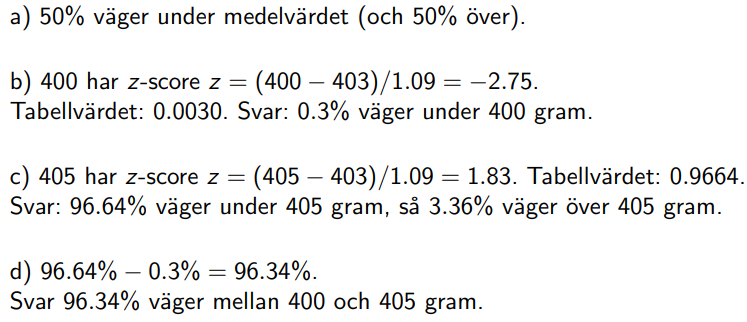 a) 50% väger under medelvärdet (och 50% över).
b) 400 har z-score z = (400 − 403)/1.09 = −2.75.
Tabellvärdet: 0.0030. Svar: 0.3% väger under 400 gram.
c) 405 har z-score z = (405 − 403)/1.09 = 1.83. Tabellvärdet: 0.9664.
Svar: 96.64% väger under 405 gram, så 3.36% väger över 405 gram.
d) 96.64% − 0.3% = 96.34%.
Svar 96.34% väger mellan 400 och 405 gram.